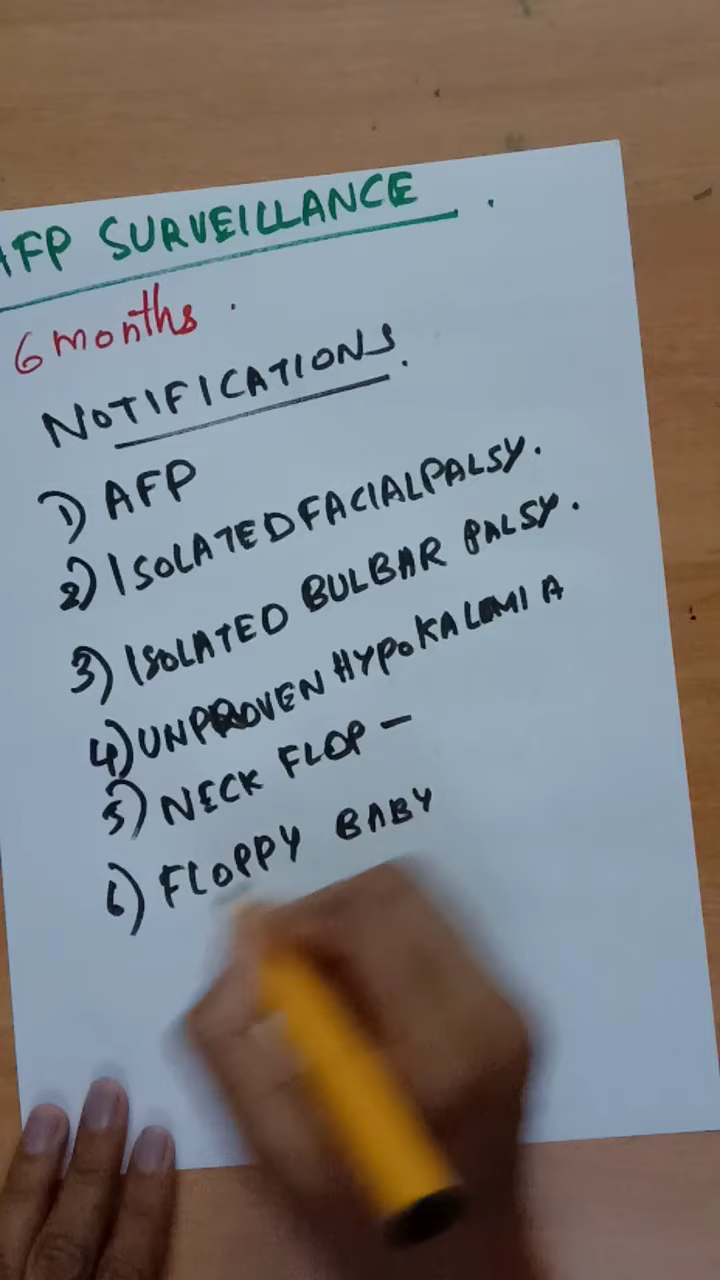 AFP SURVEILLANCE.
6 months.
NOTIFICATIONS.
1) AFP
2) ISOLATED FACIAL PALSY.
3) ISOLATED BULBAR PALSY.
4) UNPROVEN HYPOKALEMIA
5) NECK FLOP -
6) FLOPPY BABY